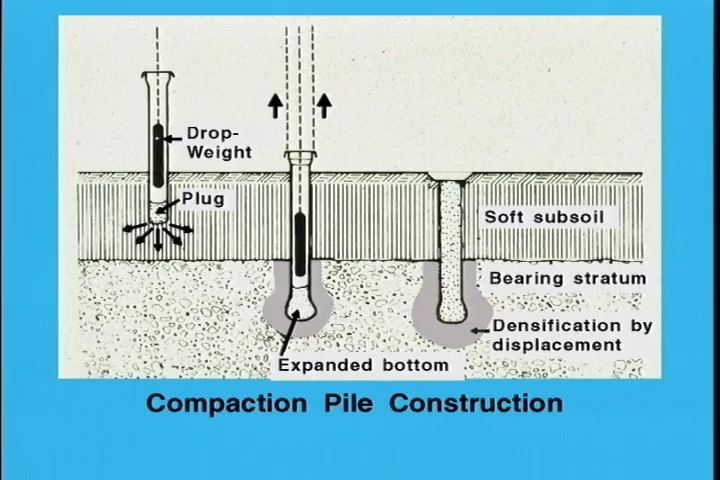 Drop-
Weight
Plug
Soft subsoil
Bearing stratum
Densification by
displacement
Expanded bottom
Compaction Pile Construction